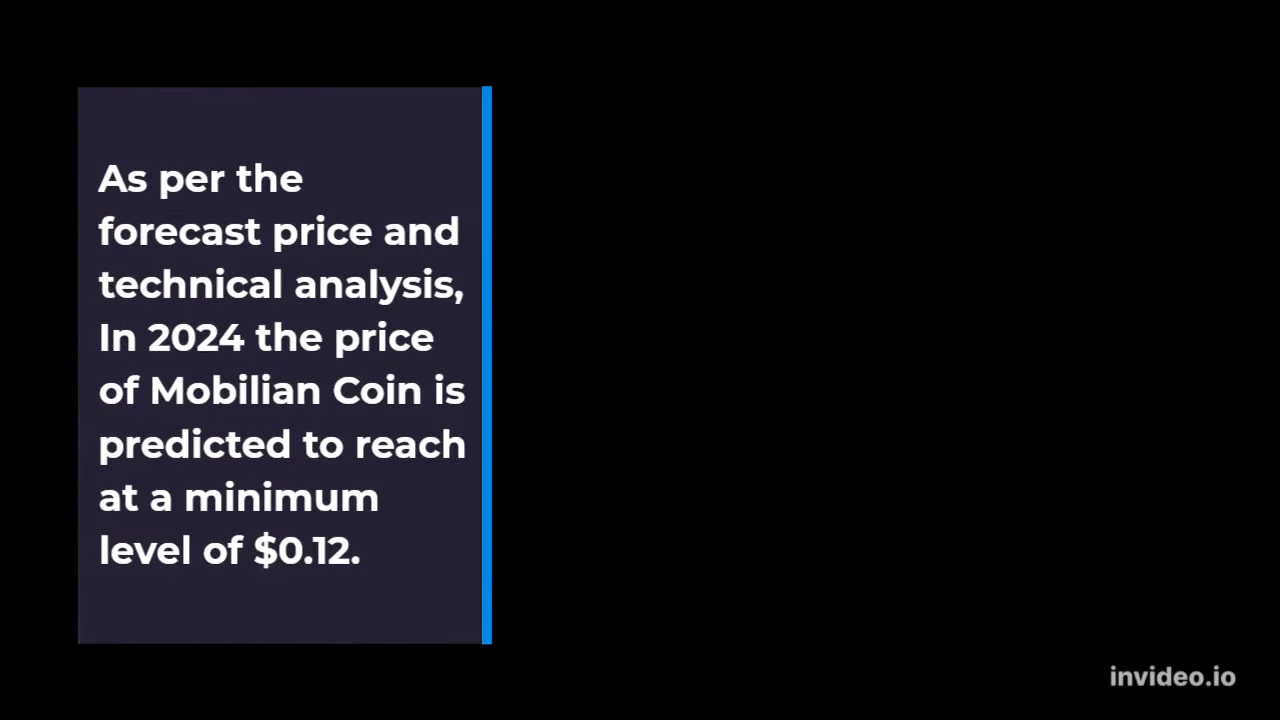 As per the
forecast price and
technical analysis,
In 2024 the price
of Mobilian Coin is
predicted to reach
at a minimum
level of $0.12.
invideo.io